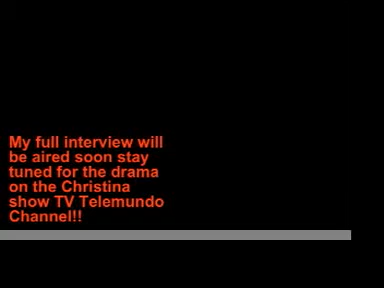 My full interview will
be aired soon stay
tuned for the drama
on the Christina
show TV Telemundo
Channel!!